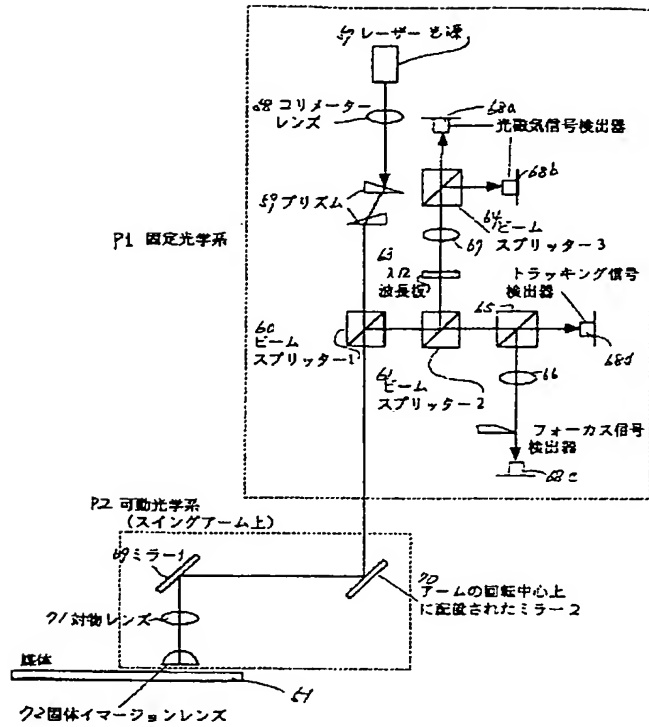 57 レーザー光源
58 コリメーター
レンズ
68a
光磁気信号検出器
68b
59 プリズム
64 ビーム
スプリッター3
P1 固定光学系
67
63
λ/2
波長板
トラッキング信号
検出器
65
60
ビーム
スプリッター1
68d
61 ビーム
スプリッター2
66
フォーカス信号
検出器
68c
P2 可動光学系
(スイングアーム上)
69 ミラー1
70
アームの回転中心上
に配置されたミラー2
71 対物レンズ
媒体
51
72 固体イマージョンレンズ